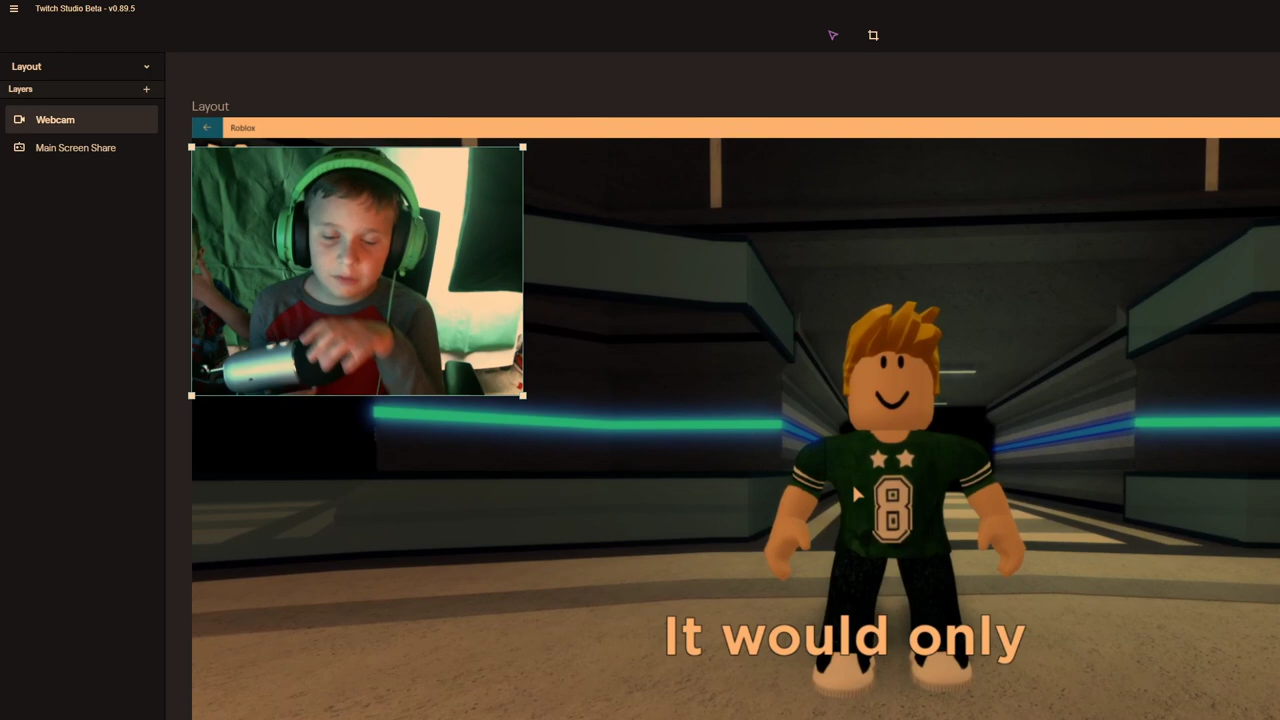 Twitch Studio Beta - v0.89.5
Layout
Layers
Webcam
Main Screen Share
Layout
Roblox
8
It would only